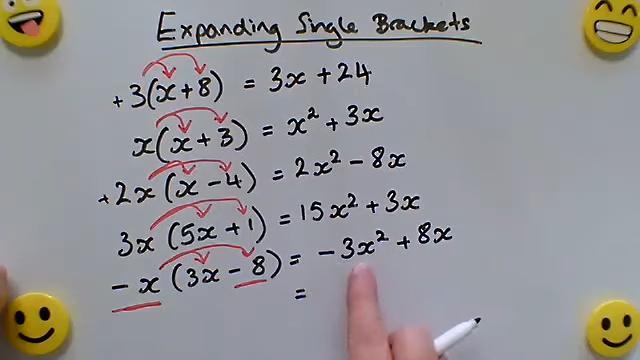 Expanding Single Brackets
+3(x+8) = 3x + 24
x(x+3) = x² + 3x
+2x(x-4) = 2x² - 8x
3x(5x+1) = 15x² + 3x
-x(3x-8) = -3x² + 8x
=